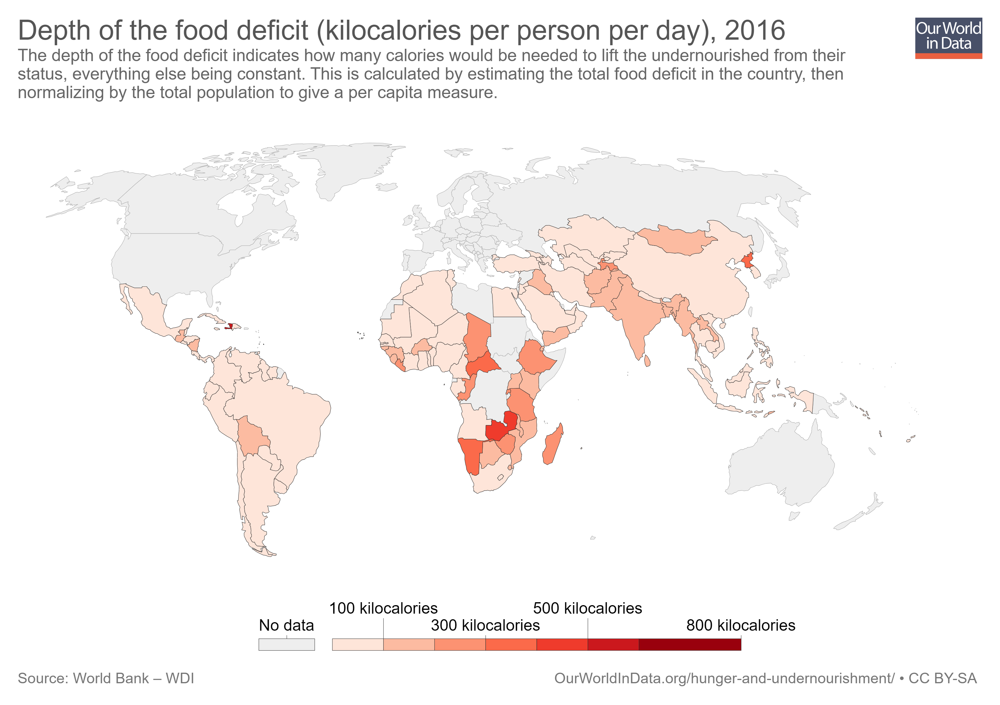 Depth of the food deficit (kilocalories per person per day), 2016
Our World
in Data
The depth of the food deficit indicates how many calories would be needed to lift the undernourished from their
status, everything else being constant. This is calculated by estimating the total food deficit in the country, then
normalizing by the total population to give a per capita measure.
100 kilocalories
500 kilocalories
No data
300 kilocalories
800 kilocalories
Source: World Bank – WDI
OurWorldInData.org/hunger-and-undernourishment/ • CC BY-SA